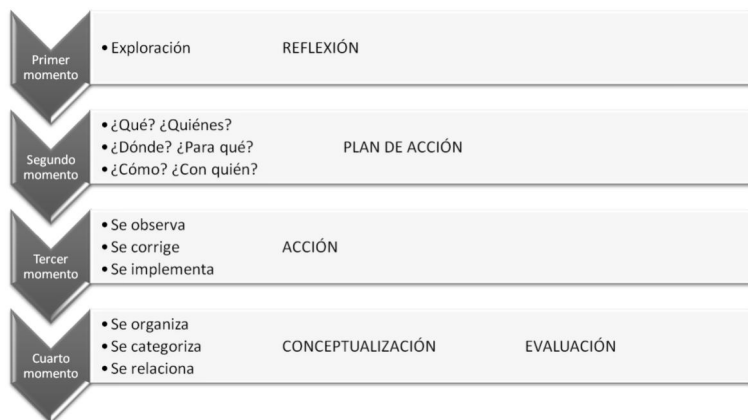 Primer
momento
• Exploración REFLEXIÓN
Segundo
momento
• ¿Qué? ¿Quiénes?
• ¿Dónde? ¿Para qué? PLAN DE ACCIÓN
• ¿Cómo? ¿Con quién?
Tercer
momento
• Se observa
• Se corrige ACCIÓN
• Se implementa
Cuarto
momento
• Se organiza
• Se categoriza CONCEPTUALIZACIÓN EVALUACIÓN
• Se relaciona